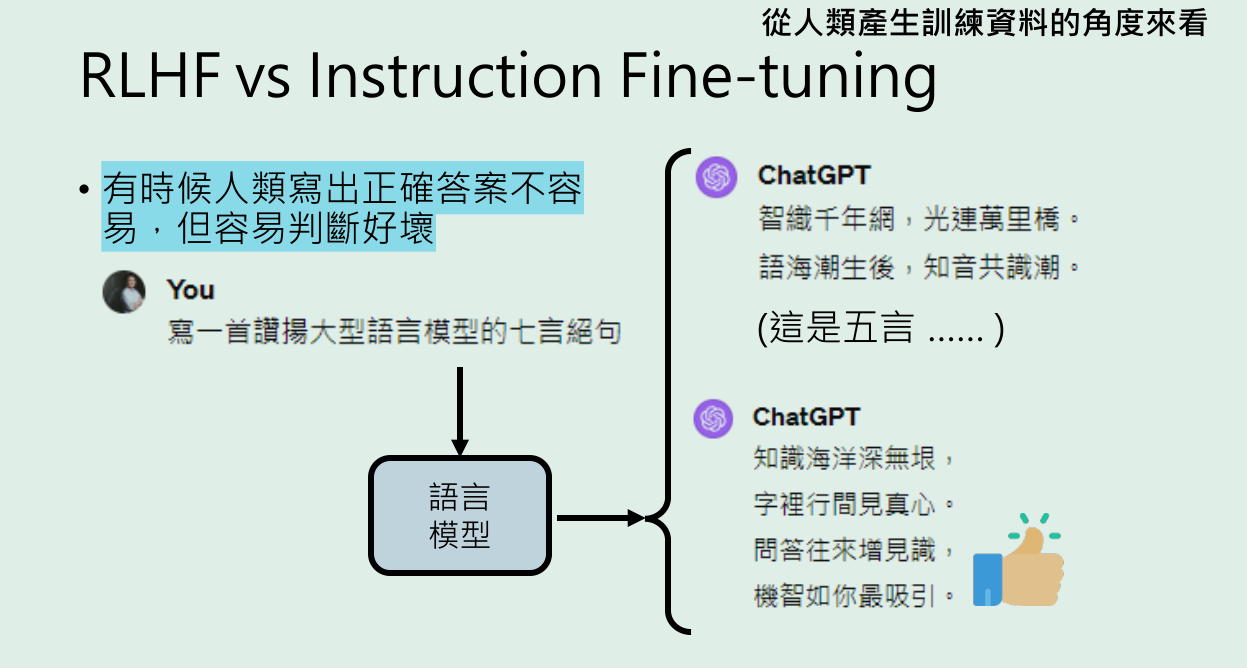 從人類產生訓練資料的角度來看
RLHF vs Instruction Fine-tuning
• 有時候人類寫出正確答案不容
易，但容易判斷好壞
You
寫一首讚揚大型語言模型的七言絕句
語言
模型
ChatGPT
智織千年網，光連萬里橋。
語海潮生後，知音共識潮。
(這是五言 …… )
ChatGPT
知識海洋深無垠，
字裡行間見真心。
問答往來增見識，
機智如你最吸引。